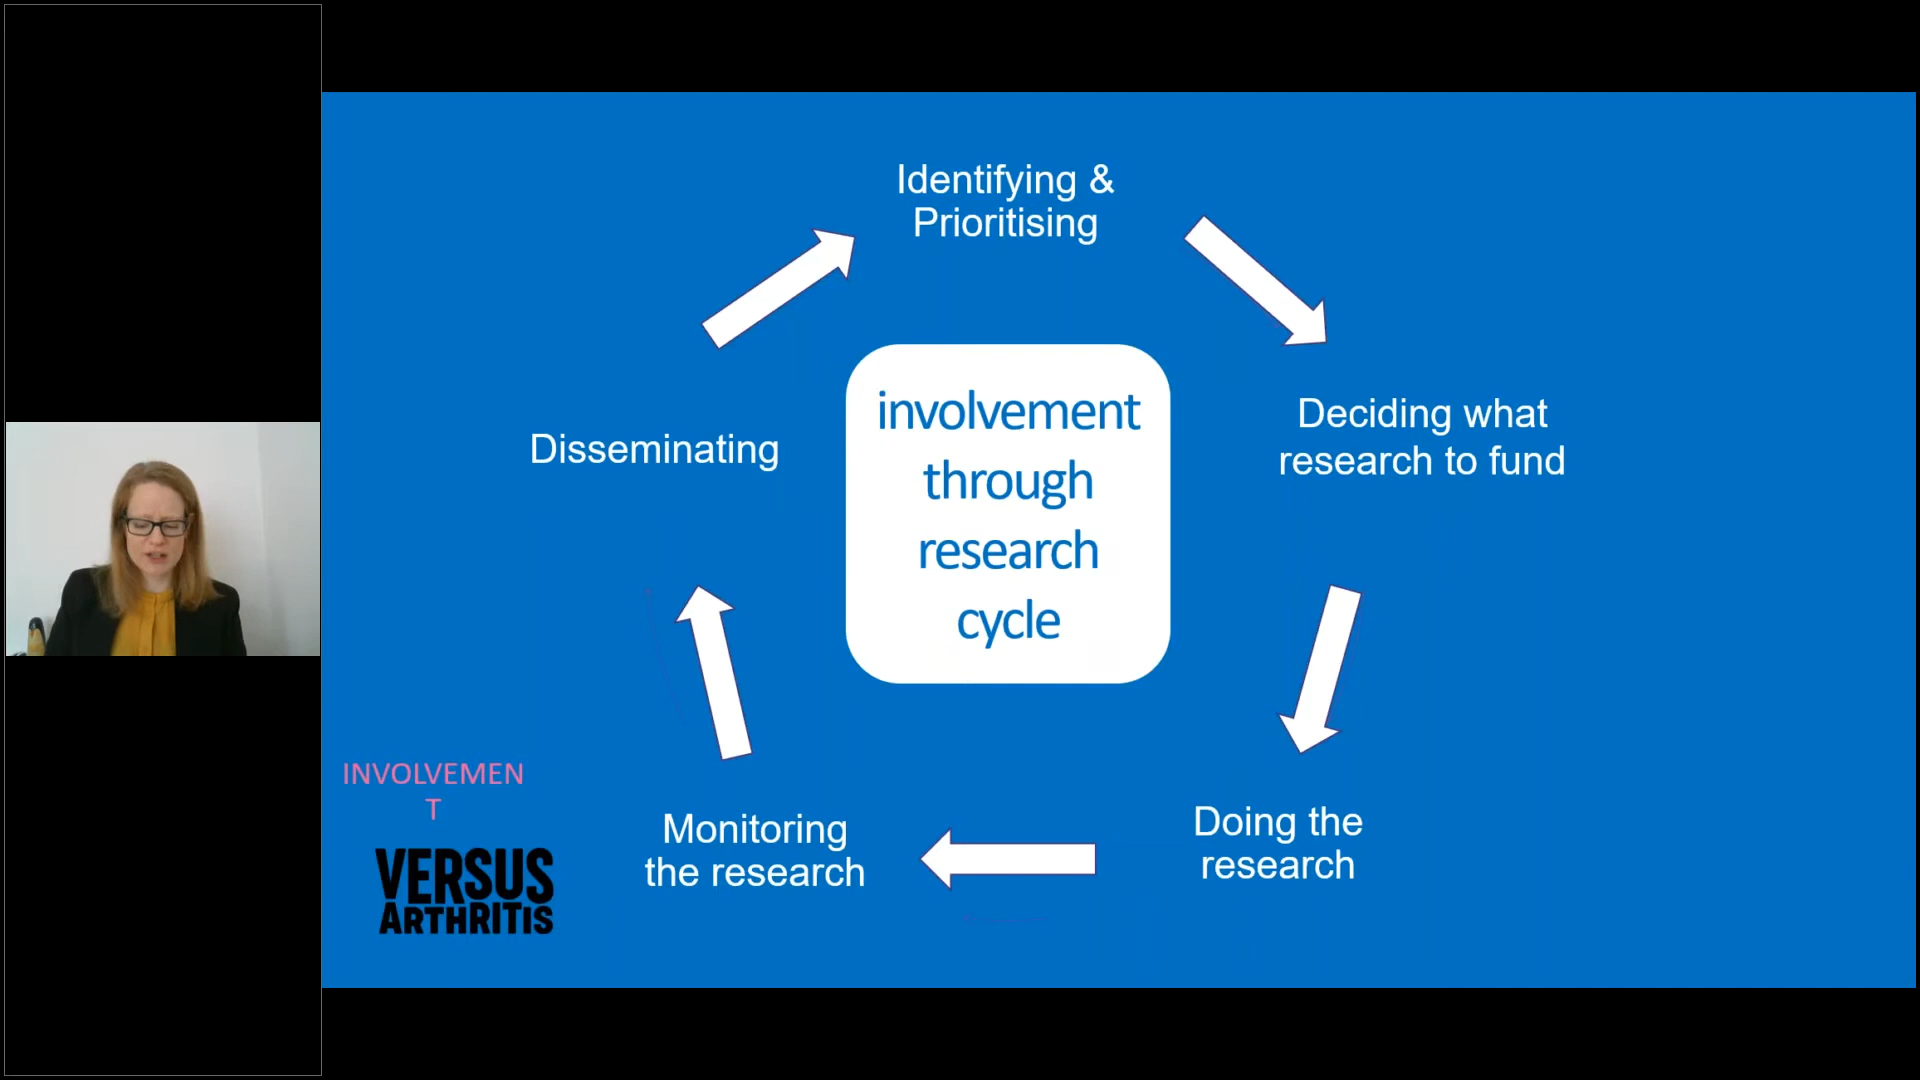 Identifying &
Prioritising
Deciding what
research to fund
Doing the
research
Monitoring
the research
Disseminating
involvement
through
research
cycle
INVOLVEMEN
T
VERSUS
ARTHRITIS